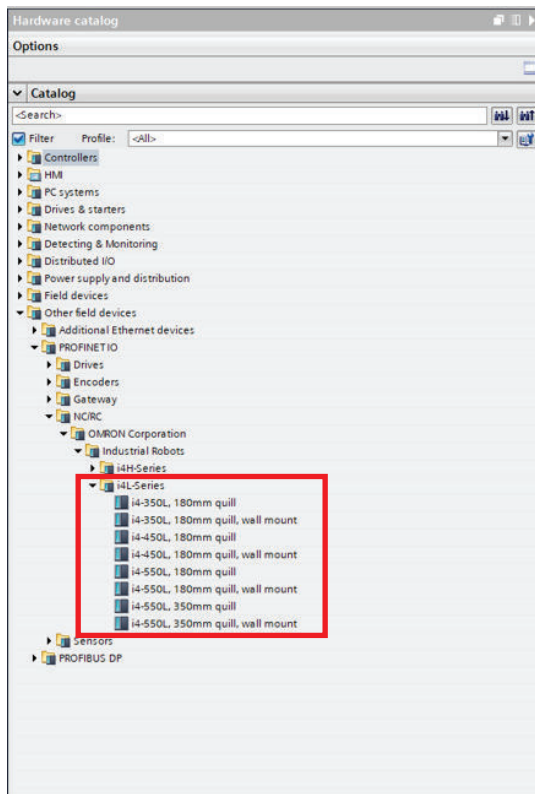 Hardware catalog
Options
Catalog
<Search>
Filter Profile: <All>
Controllers
HMI
PC systems
Drives & starters
Network components
Detecting & Monitoring
Distributed I/O
Power supply and distribution
Field devices
Other field devices
Additional Ethernet devices
PROFINET IO
Drives
Encoders
Gateway
NC/RC
OMRON Corporation
Industrial Robots
i4H-Series
i4L-Series
i4-350L, 180mm quill
i4-350L, 180mm quill, wall mount
i4-450L, 180mm quill
i4-450L, 180mm quill, wall mount
i4-550L, 180mm quill
i4-550L, 180mm quill, wall mount
i4-550L, 350mm quill
i4-550L, 350mm quill, wall mount
Sensors
PROFIBUS DP